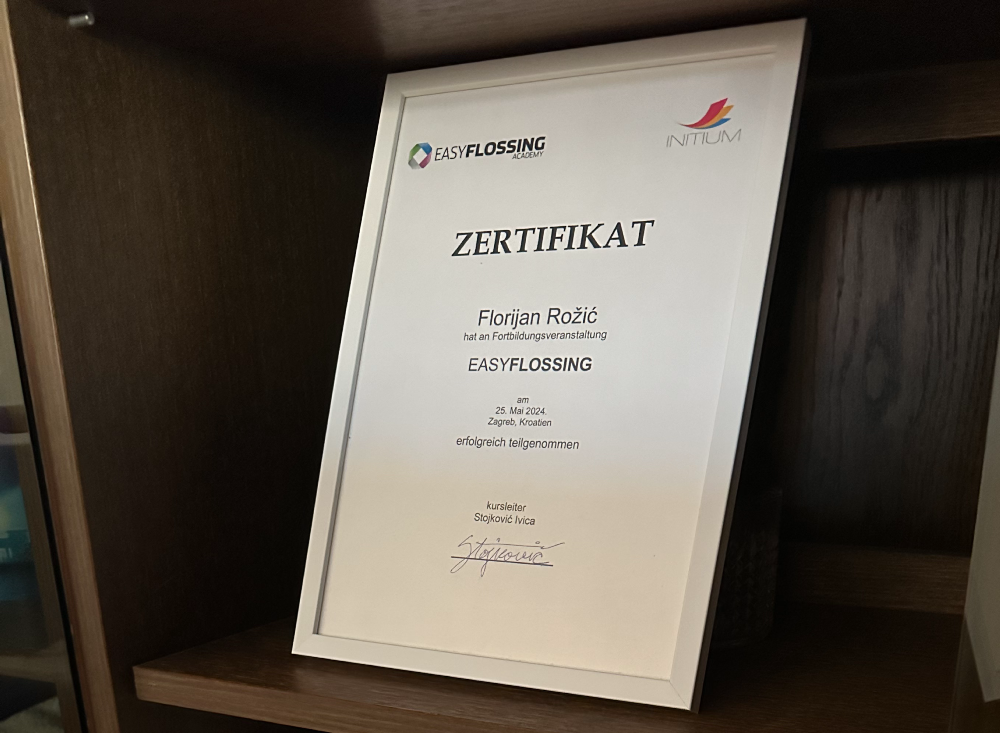 EASYFLOSSING
ACADEMY
INITIUM
ZERTIFIKAT
Florijan Rožić
hat an Fortbildungsveranstaltung
EASYFLOSSING
am
25. Mai 2024.
Zagreb, Kroatien
erfolgreich teilgenommen
kursleiter
Stojković Ivica
Stojković